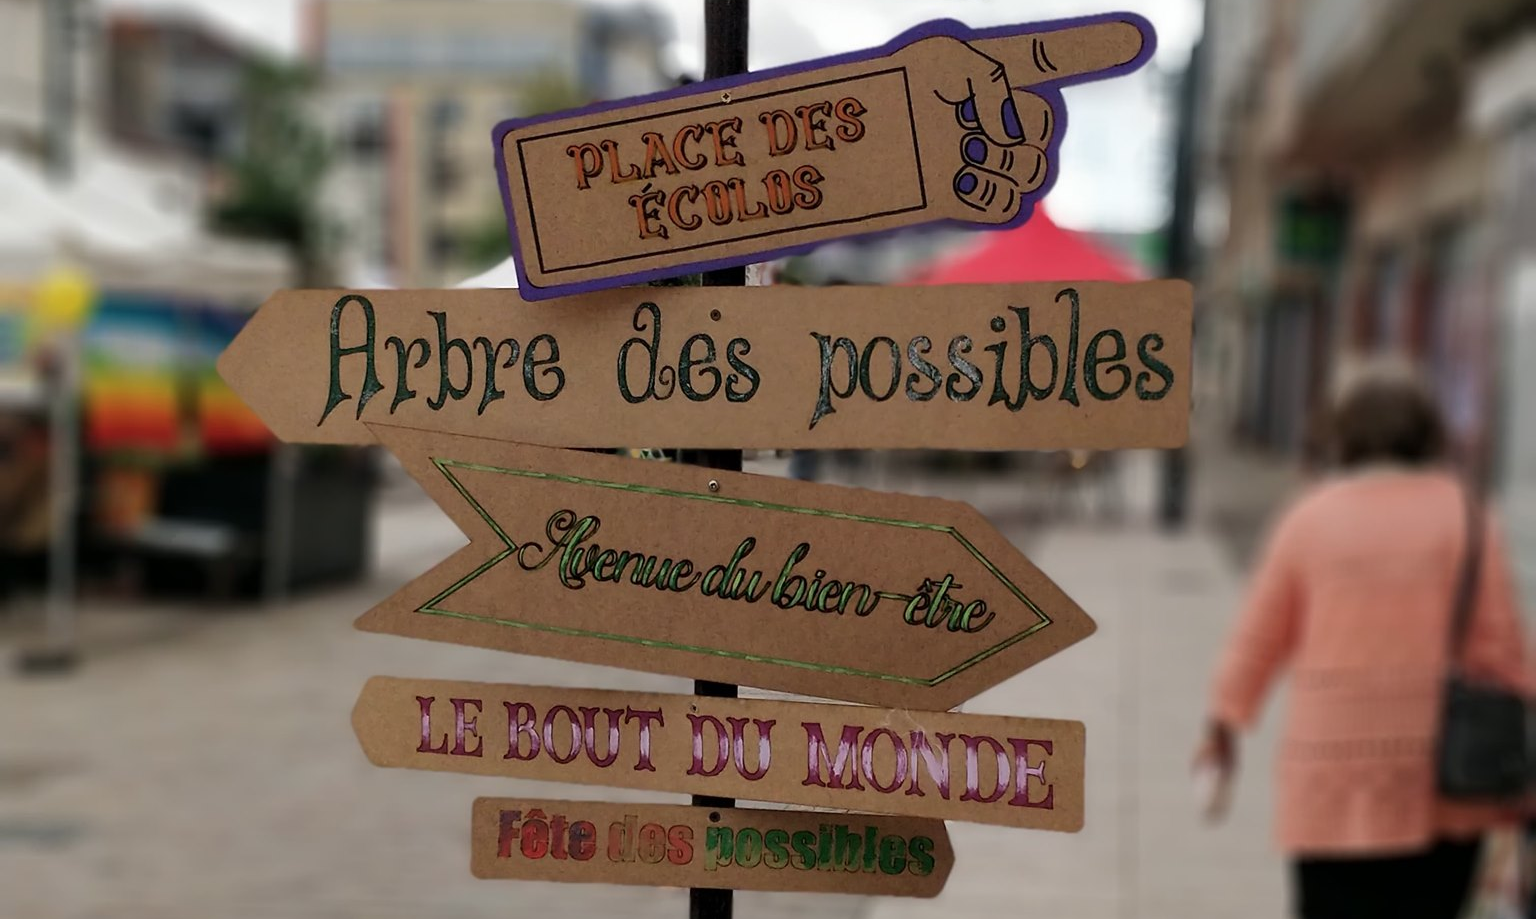 PLACE DES
ÉCOLOS
Arbre des possibles
Avenue du bien-être
LE BOUT DU MONDE
Fête des possibles